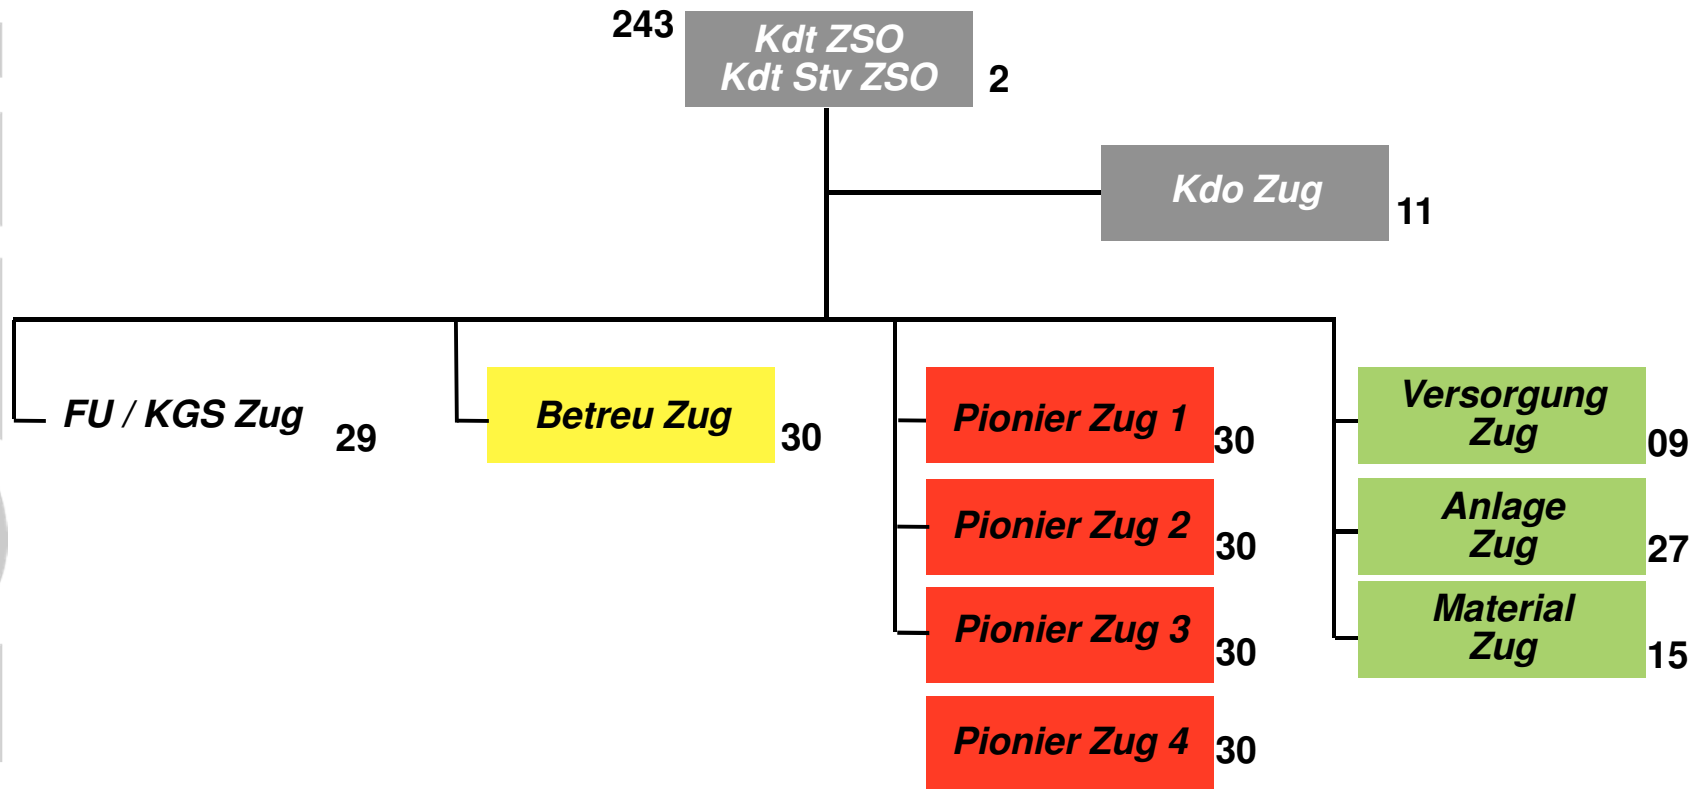 243
Kdt ZSO
Kdt Stv ZSO
2
Kdo Zug
11
FU / KGS Zug
29
Betreu Zug
30
Pionier Zug 1
30
Pionier Zug 2
30
Pionier Zug 3
30
Pionier Zug 4
30
Versorgung
Zug
09
Anlage
Zug
27
Material
Zug
15